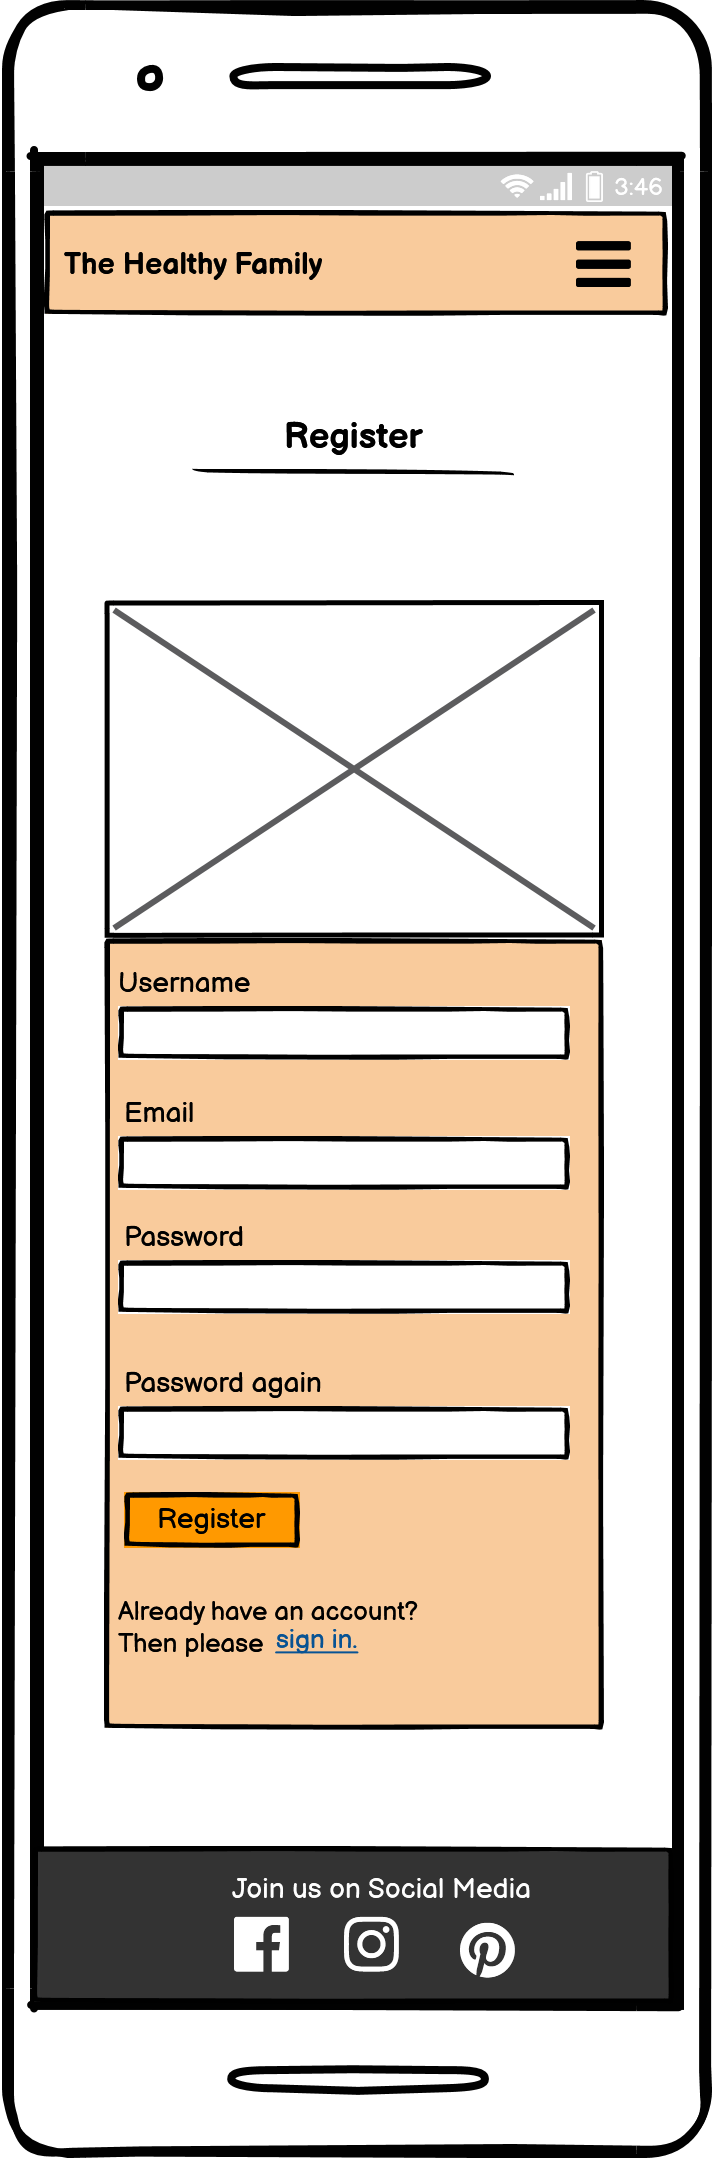 3:46
The Healthy Family
Register
Username
Email
Password
Password again
Register
Already have an account?
Then please sign in.
Join us on Social Media